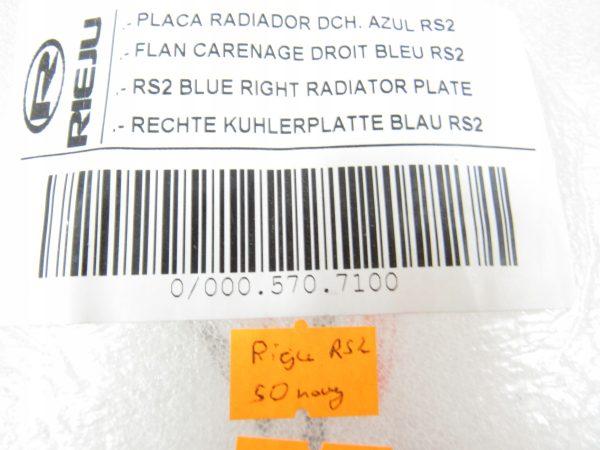 RIEJU
.- PLACA RADIADOR DCH. AZUL RS2
.- FLAN CARENAGE DROIT BLEU RS2
.- RS2 BLUE RIGHT RADIATOR PLATE
.- RECHTE KUHLERPLATTE BLAU RS2
0/000.570.7100
Rieju RS2
50 nowy